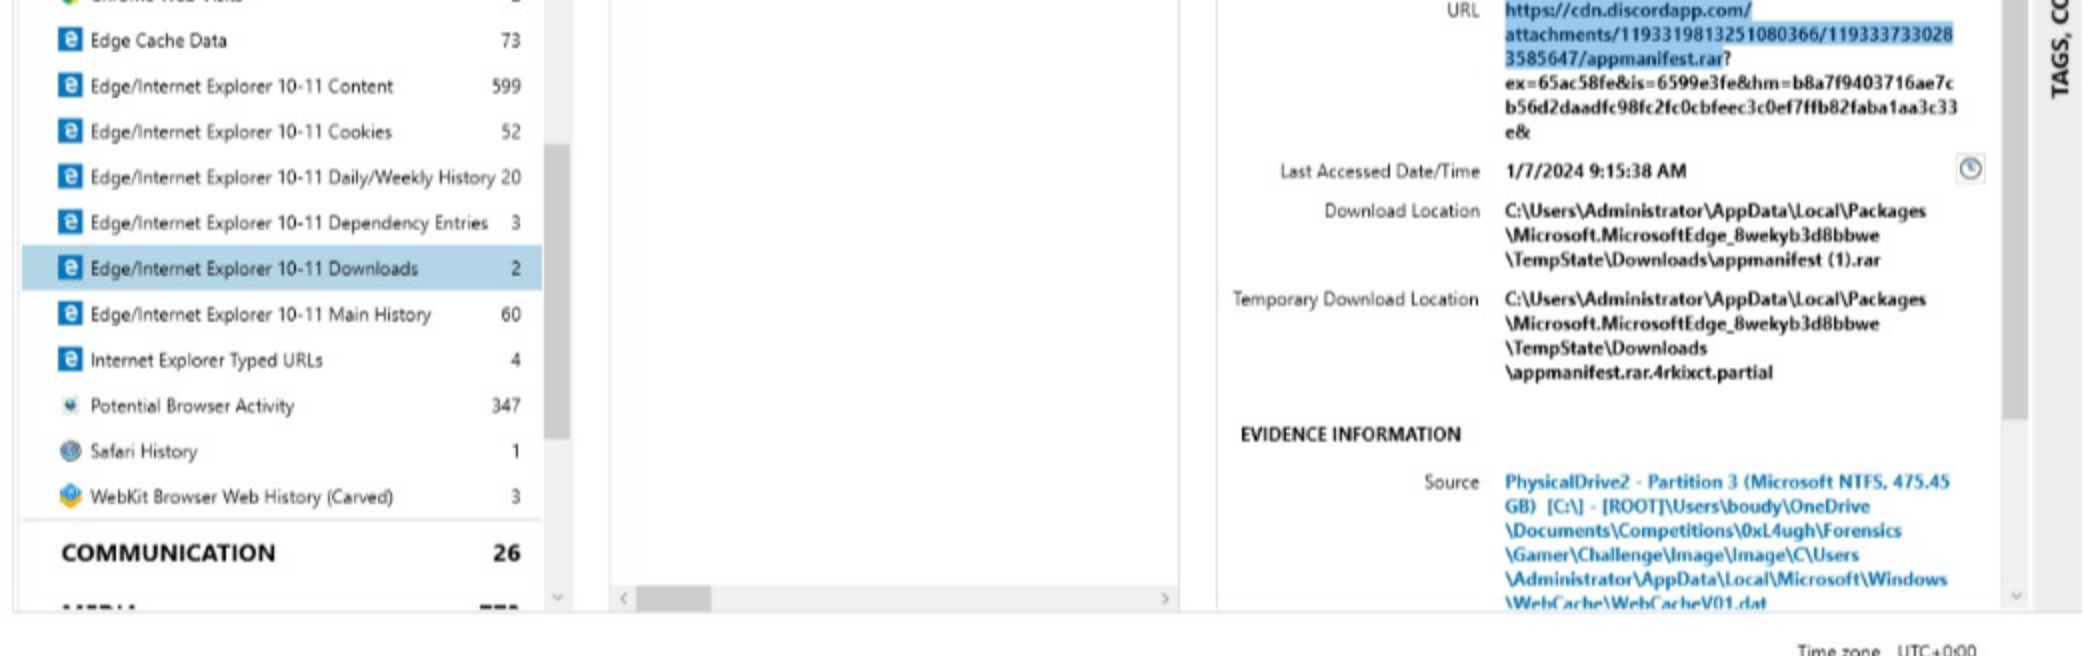 Edge Cache Data 73
Edge/Internet Explorer 10-11 Content 599
Edge/Internet Explorer 10-11 Cookies 52
Edge/Internet Explorer 10-11 Daily/Weekly History 20
Edge/Internet Explorer 10-11 Dependency Entries 3
Edge/Internet Explorer 10-11 Downloads 2
Edge/Internet Explorer 10-11 Main History 60
Internet Explorer Typed URLs 4
Potential Browser Activity 347
Safari History 1
WebKit Browser Web History (Carved) 3
COMMUNICATION 26
URL https://cdn.discordapp.com/
attachments/1193319813251080366/119333733028
3585647/appmanifest.rar?
ex=65ac58fe&is=6599e3fe&hm=b8a7f9403716ae7c
b56d2daadfc98fc2fc0cbfeec3c0ef7ffb82faba1aa3c33
e&
Last Accessed Date/Time 1/7/2024 9:15:38 AM
Download Location C:\Users\Administrator\AppData\Local\Packages
\Microsoft.MicrosoftEdge_8wekyb3d8bbwe
\TempState\Downloads\appmanifest (1).rar
Temporary Download Location C:\Users\Administrator\AppData\Local\Packages
\Microsoft.MicrosoftEdge_8wekyb3d8bbwe
\TempState\Downloads
\appmanifest.rar.4rkixct.partial
EVIDENCE INFORMATION
Source PhysicalDrive2 - Partition 3 (Microsoft NTFS, 475.45
GB) [C:\] - [ROOT]\Users\boudy\OneDrive
\Documents\Competitions\0xL4ugh\Forensics
\Gamer\Challenge\Image\Image\C\Users
\Administrator\AppData\Local\Microsoft\Windows
\WebCache\WebCacheV01.dat
TAGS, CO
Time zone UTC+0:00